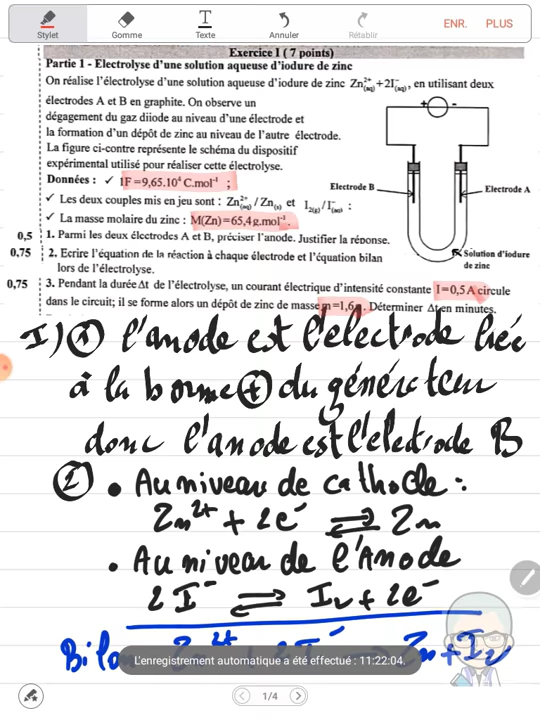 Stylet
Gomme
Texte
Annuler
Rétablir
ENR.
PLUS
Exercice 1 ( 7 points)
Partie 1 - Electrolyse d'une solution aqueuse d'iodure de zinc
On réalise l'électrolyse d'une solution aqueuse d'iodure de zinc Zn²⁺(aq)+2I⁻(aq), en utilisant deux
électrodes A et B en graphite. On observe un
dégagement du gaz diiode au niveau d'une électrode et
la formation d'un dépôt de zinc au niveau de l'autre électrode.
La figure ci-contre représente le schéma du dispositif
expérimental utilisé pour réaliser cette électrolyse.
Données : ✓ 1F=9,65.10⁴ C.mol⁻¹ ;
✓ Les deux couples mis en jeu sont : Zn²⁺(aq)/Zn(s) et I₂(g)/I⁻(aq) ;
✓ La masse molaire du zinc : M(Zn)=65,4g.mol⁻¹.
+ -
Electrode B
Electrode A
Solution d'iodure
de zinc
0,5 1. Parmi les deux électrodes A et B, préciser l'anode. Justifier la réponse.
0,75 2. Ecrire l'équation de la réaction à chaque électrode et l'équation bilan
lors de l'électrolyse.
0,75 3. Pendant la durée Δt de l'électrolyse, un courant électrique d'intensité constante I=0,5A circule
dans le circuit; il se forme alors un dépôt de zinc de masse m=1,6g. Déterminer Δt en minutes.
I) ① l'anode est l'électrode liée
à la borne ⊕ du générateur
donc l'anode est l'électrode B
② • Au niveau de cathode :
Zn²⁺ + 2e⁻ ⇌ Zn
• Au niveau de l'Anode
2I⁻ ⇌ I₂ + 2e⁻
Zn + I₂
L'enregistrement automatique a été effectué : 11:22:04.
1/4